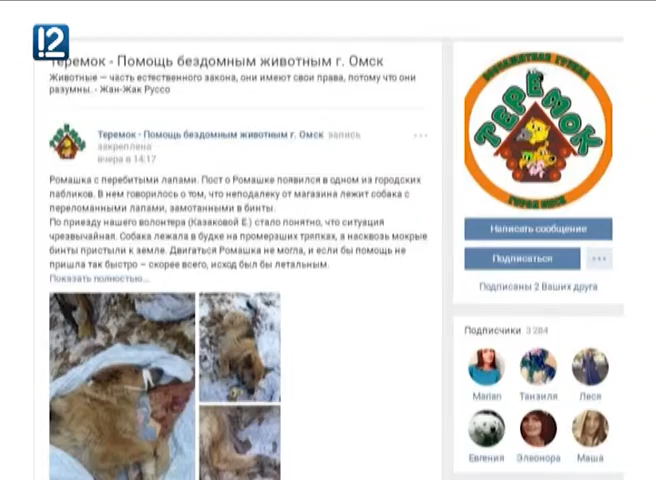 12
Теремок - Помощь бездомным животным г. Омск
Животные — часть естественного закона, они имеют свои права, потому что они
разумны. - Жан-Жак Руссо
Теремок - Помощь бездомным животным г. Омск запись
закреплена
вчера в 14:17
Ромашка с перебитыми лапами. Пост о Ромашке появился в одном из городских
пабликов. В нем говорилось о том, что неподалеку от магазина лежит собака с
переломанными лапами, замотанными в бинты.
По приезду нашего волонтера (Казаковой Е.) стало понятно, что ситуация
чрезвычайная. Собака лежала в будке на промерзших тряпках, а насквозь мокрые
бинты пристыли к земле. Двигаться Ромашка не могла, и если бы помощь не
пришла так быстро – скорее всего, исход был бы летальным.
Показать полностью...
ТЕРЕМОК
ГОРОД ОМСК
Написать сообщение
Подписаться
Подписаны 2 Ваших друга
Подписчики 3 284
Marian Танзиля Леся
Евгения Элеонора Маша